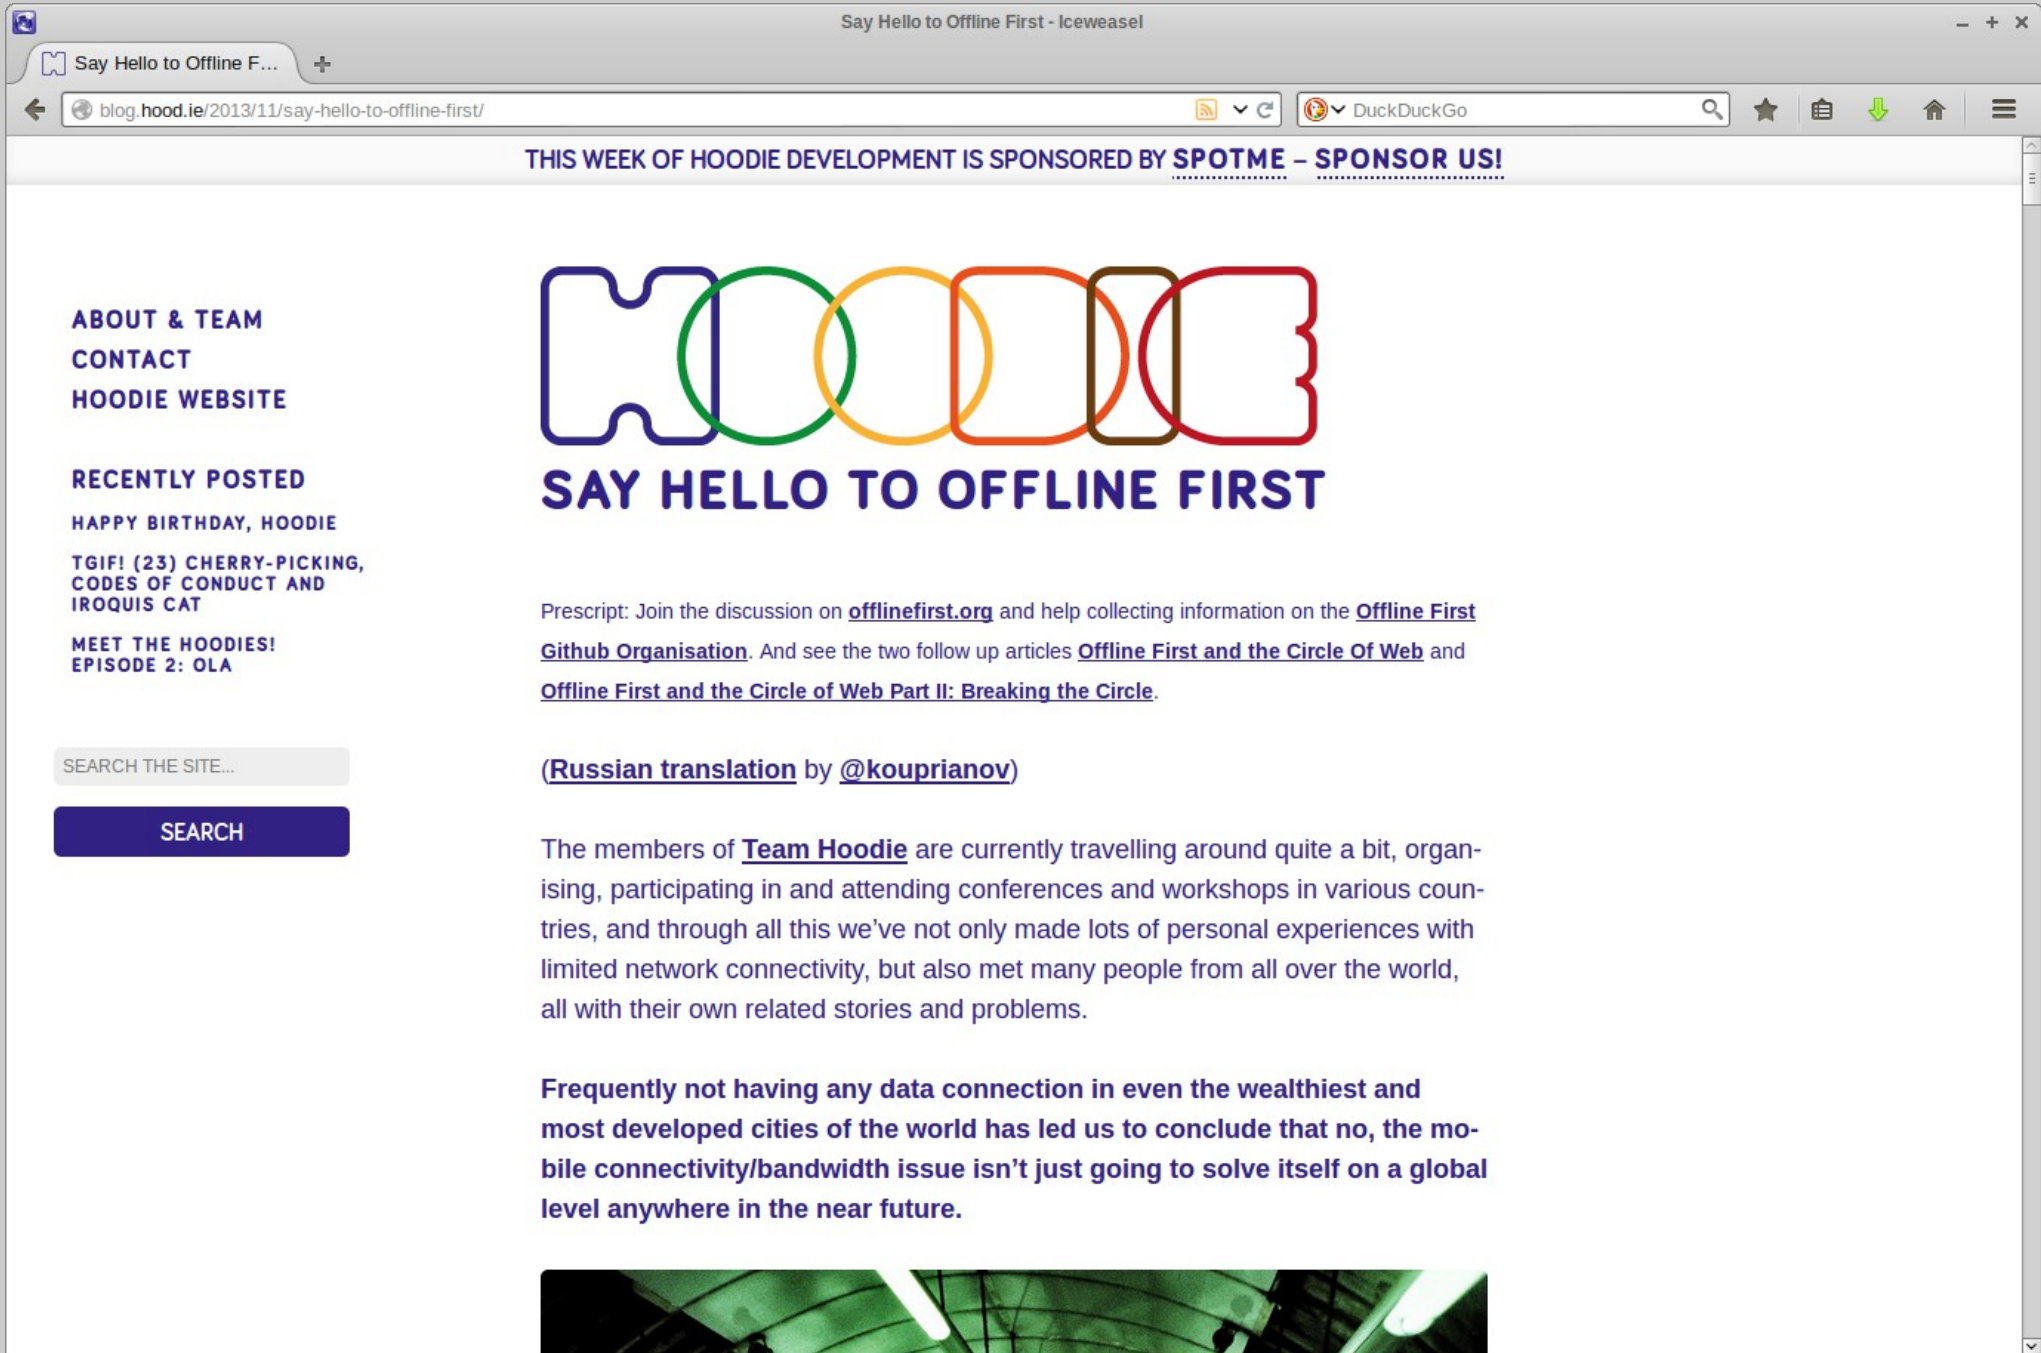 Say Hello to Offline First - Iceweasel
Say Hello to Offline F...
blog.hood.ie/2013/11/say-hello-to-offline-first/
DuckDuckGo
THIS WEEK OF HOODIE DEVELOPMENT IS SPONSORED BY SPOTME – SPONSOR US!
ABOUT & TEAM
CONTACT
HOODIE WEBSITE
RECENTLY POSTED
HAPPY BIRTHDAY, HOODIE
TGIF! (23) CHERRY-PICKING,
CODES OF CONDUCT AND
IROQUIS CAT
MEET THE HOODIES!
EPISODE 2: OLA
SEARCH THE SITE...
SEARCH
HOODIE
SAY HELLO TO OFFLINE FIRST
Prescript: Join the discussion on offlinefirst.org and help collecting information on the Offline First
Github Organisation. And see the two follow up articles Offline First and the Circle Of Web and
Offline First and the Circle of Web Part II: Breaking the Circle.
(Russian translation by @kouprianov)
The members of Team Hoodie are currently travelling around quite a bit, organ-
ising, participating in and attending conferences and workshops in various coun-
tries, and through all this we’ve not only made lots of personal experiences with
limited network connectivity, but also met many people from all over the world,
all with their own related stories and problems.
Frequently not having any data connection in even the wealthiest and
most developed cities of the world has led us to conclude that no, the mo-
bile connectivity/bandwidth issue isn’t just going to solve itself on a global
level anywhere in the near future.